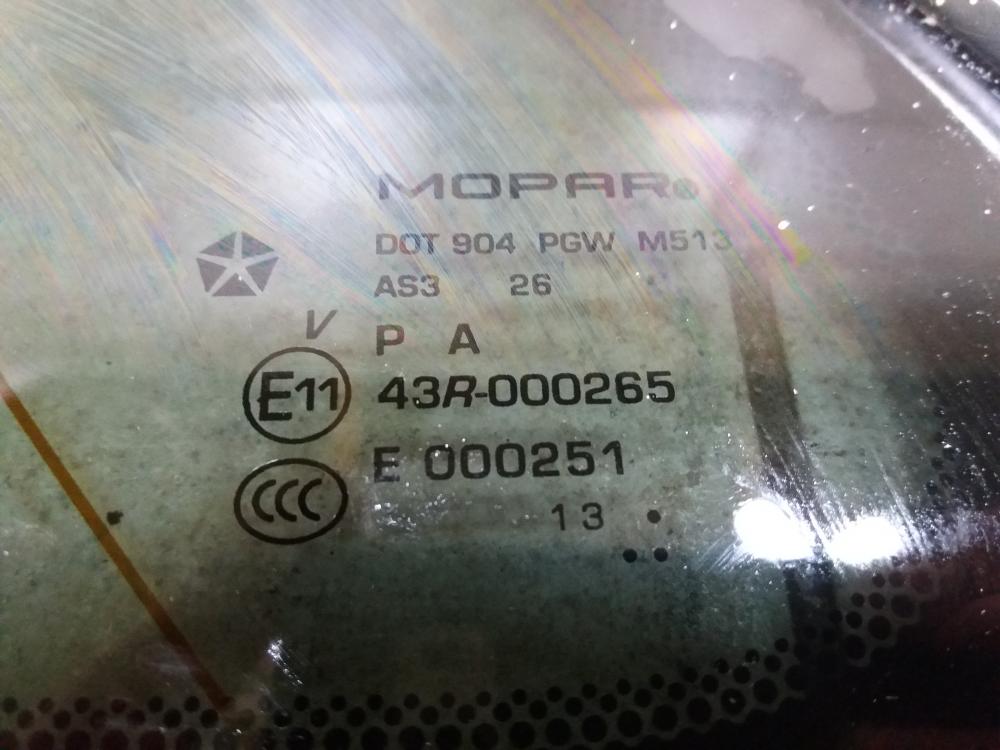 MOPAR®
DOT 904 PGW M513
AS3 26
V P A
E11 43R-000265
CCC E 000251
13